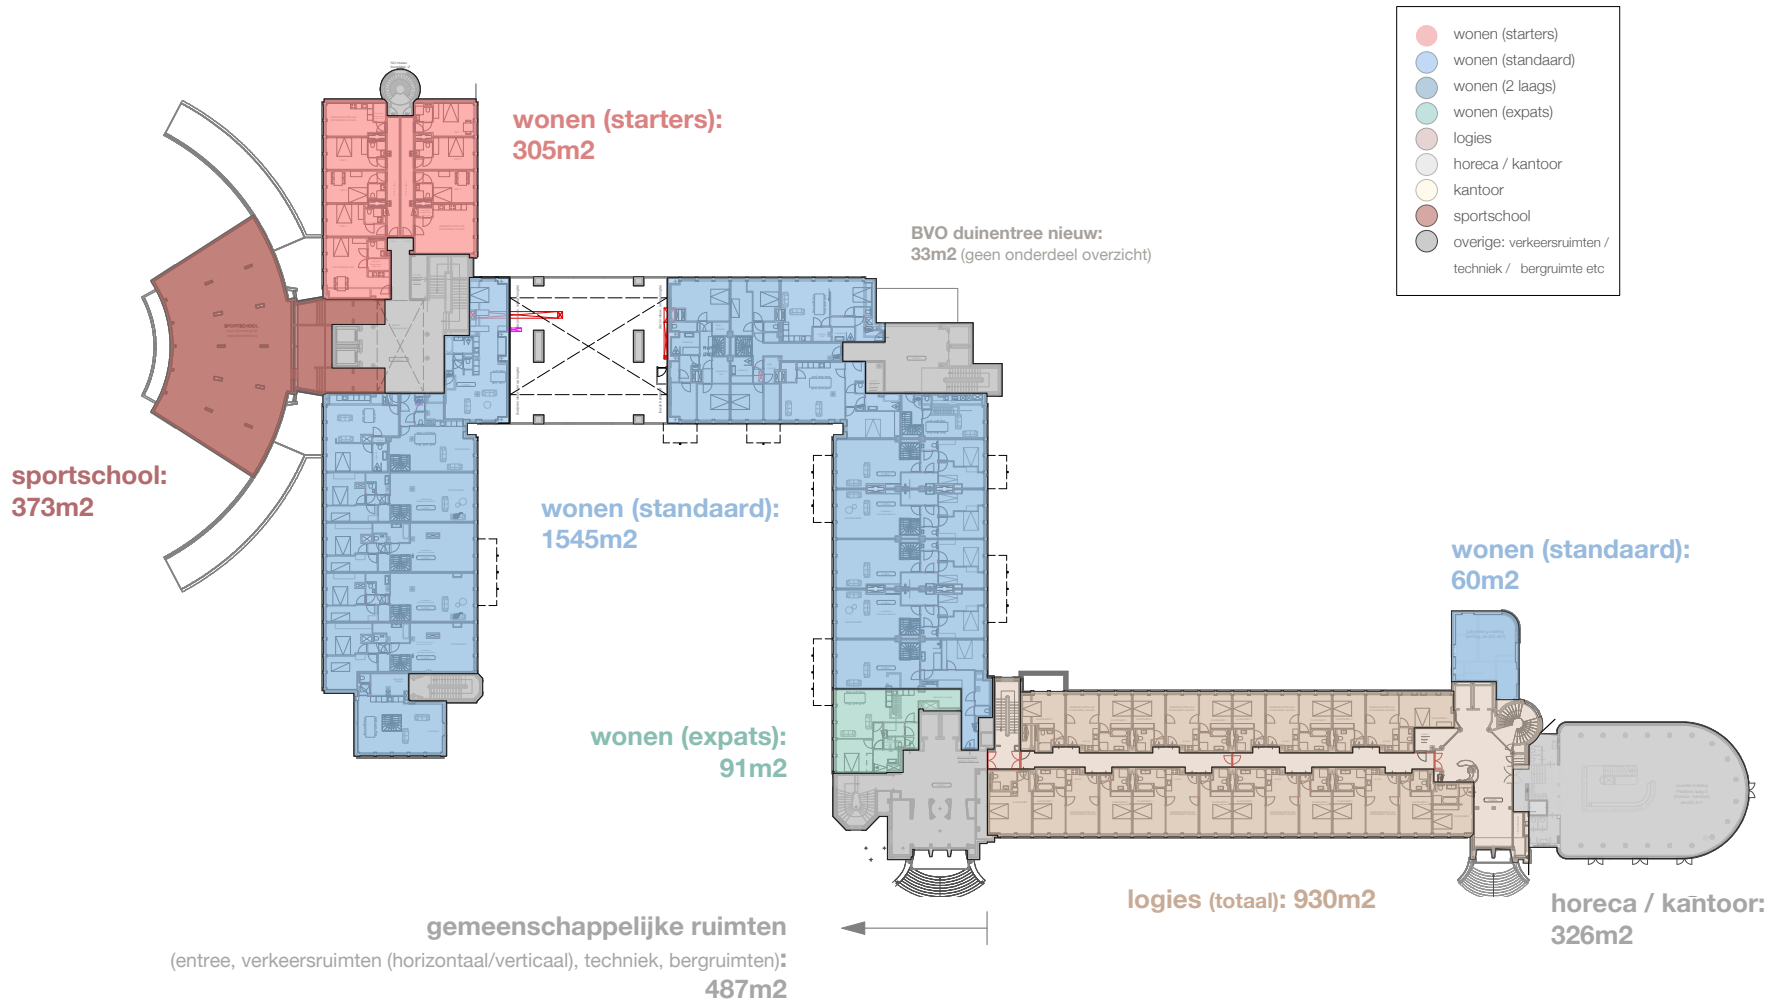 wonen (starters)
wonen (standaard)
wonen (2 laags)
wonen (expats)
logies
horeca / kantoor
kantoor
sportschool
overige: verkeersruimten /
techniek / bergruimte etc
wonen (starters):
305m2
BVO duinentree nieuw:
33m2 (geen onderdeel overzicht)
SPORTSCHOOL
sportschool:
373m2
wonen (standaard):
1545m2
wonen (standaard):
60m2
wonen (expats):
91m2
logies (totaal): 930m2
horeca / kantoor:
326m2
gemeenschappelijke ruimten
(entree, verkeersruimten (horizontaal/verticaal), techniek, bergruimten):
487m2